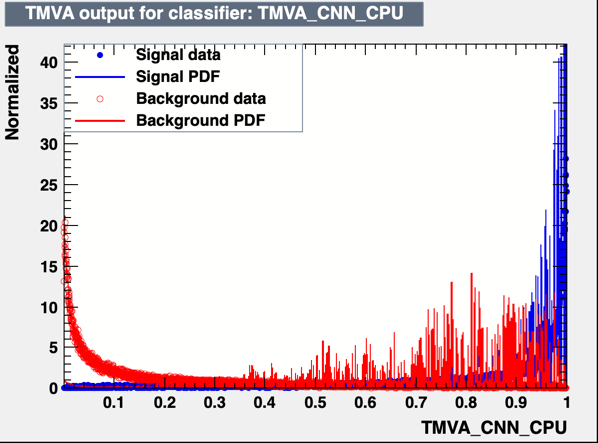 TMVA output for classifier: TMVA_CNN_CPU
Normalized
Signal data
Signal PDF
Background data
Background PDF
40
35
30
25
20
15
10
5
0
0.1 0.2 0.3 0.4 0.5 0.6 0.7 0.8 0.9 1
TMVA_CNN_CPU